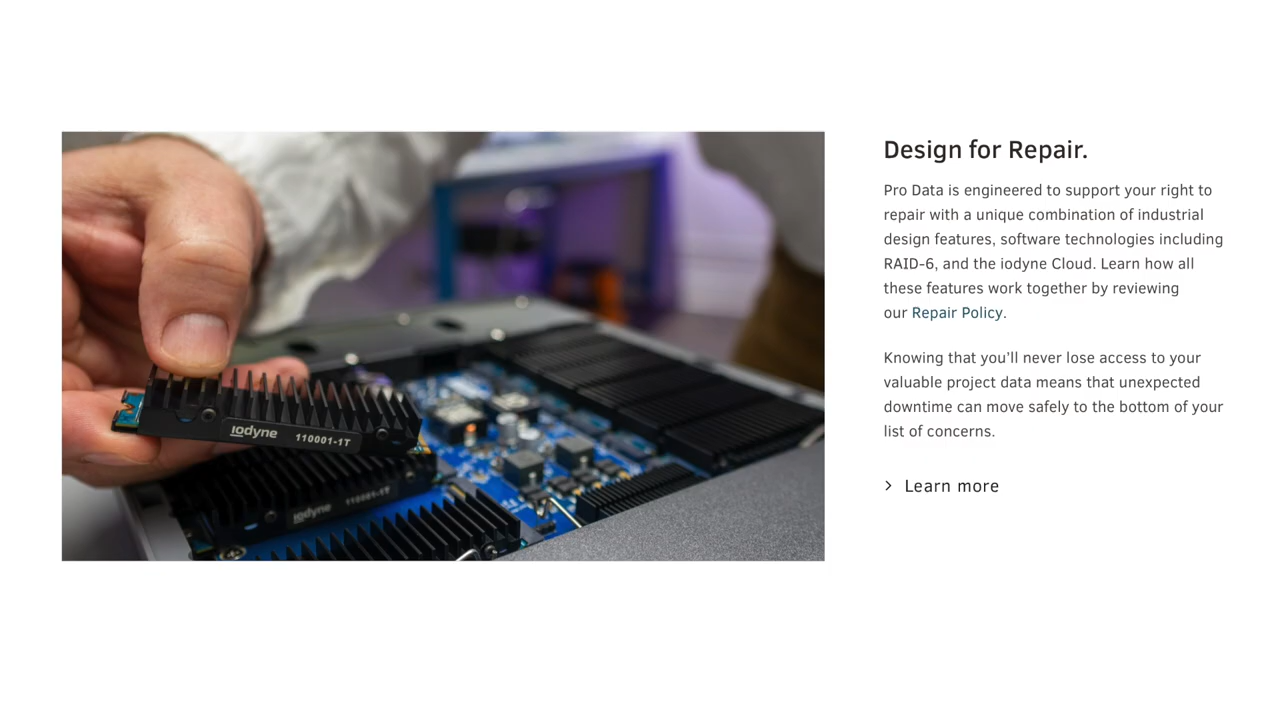 Design for Repair.
Pro Data is engineered to support your right to
repair with a unique combination of industrial
design features, software technologies including
RAID-6, and the iodyne Cloud. Learn how all
these features work together by reviewing
our Repair Policy.
Knowing that you’ll never lose access to your
valuable project data means that unexpected
downtime can move safely to the bottom of your
list of concerns.
Learn more
iodyne 110001-1T
iodyne 110001-1T